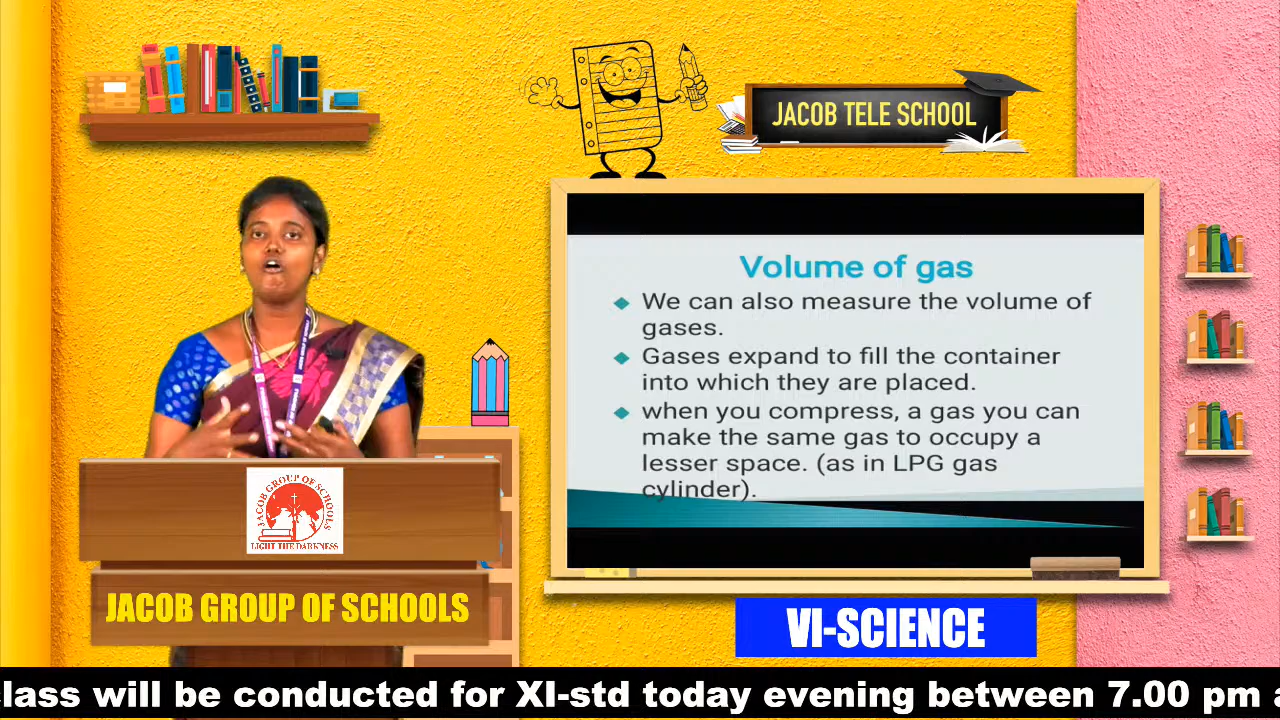 JACOB TELE SCHOOL
Volume of gas
We can also measure the volume of
gases.
Gases expand to fill the container
into which they are placed.
when you compress, a gas you can
make the same gas to occupy a
lesser space. (as in LPG gas
cylinder).
JACOB GROUP OF SCHOOLS
LIGHT THE DARKNESS
JACOB GROUP OF SCHOOLS
VI-SCIENCE
class will be conducted for XI-std today evening between 7.00 pm